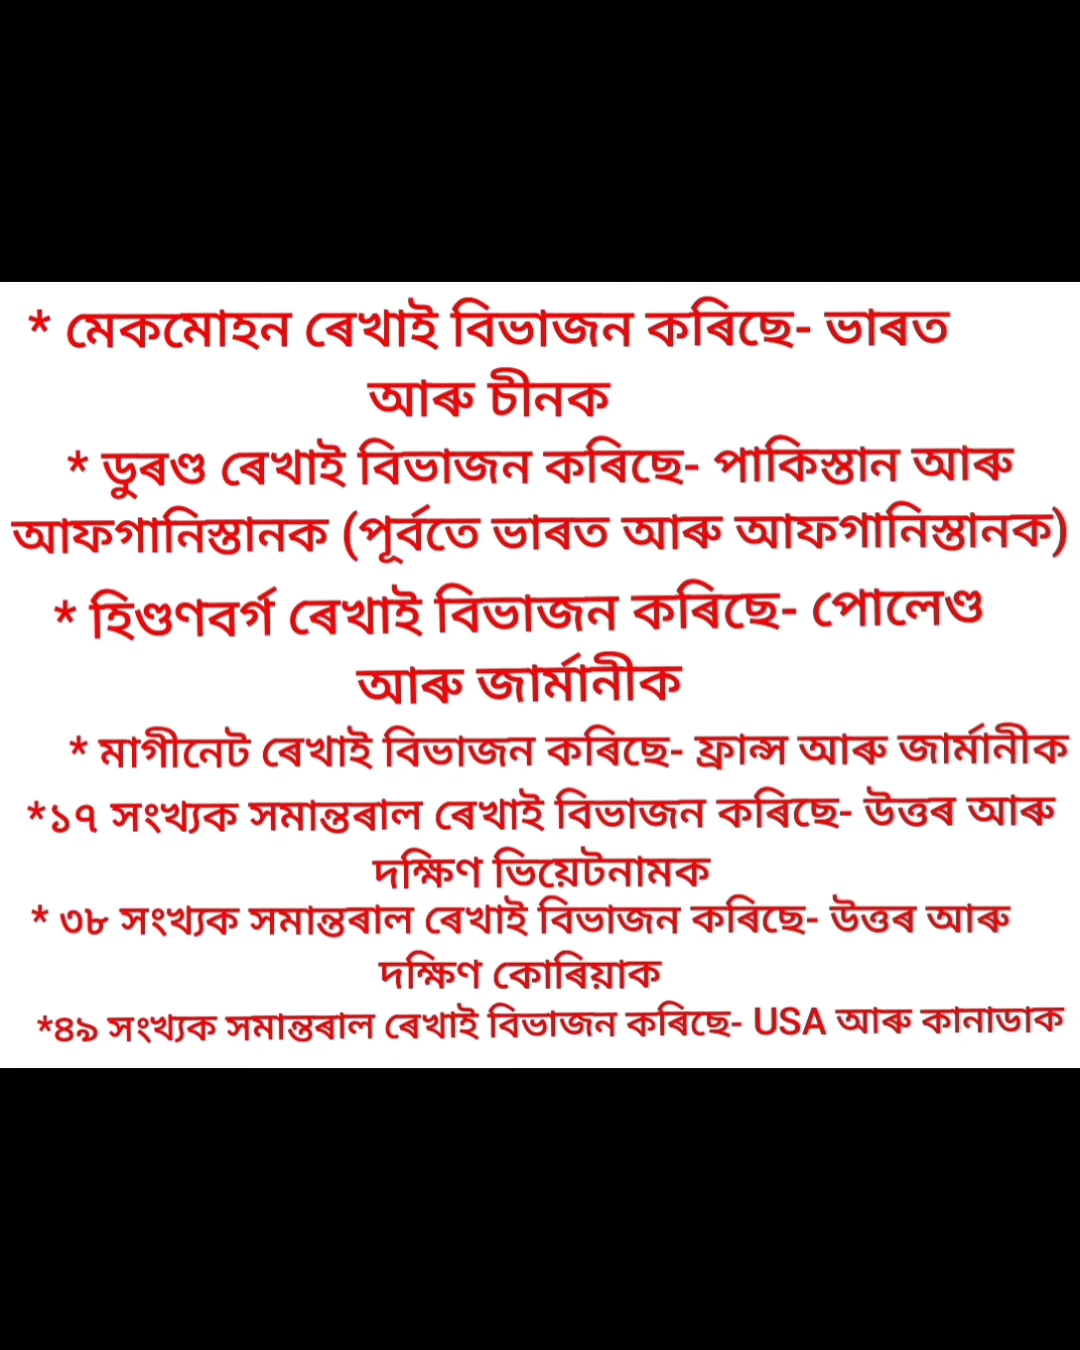 * মেকমোহন ৰেখাই বিভাজন কৰিছে- ভাৰত
আৰু চীনক
* ডুৰণ্ড ৰেখাই বিভাজন কৰিছে- পাকিস্তান আৰু
আফগানিস্তানক (পূৰ্বতে ভাৰত আৰু আফগানিস্তানক)
* হিণ্ডণবৰ্গ ৰেখাই বিভাজন কৰিছে- পোলেণ্ড
আৰু জাৰ্মানীক
* মাগীনেট ৰেখাই বিভাজন কৰিছে- ফ্ৰান্স আৰু জাৰ্মানীক
*১৭ সংখ্যক সমান্তৰাল ৰেখাই বিভাজন কৰিছে- উত্তৰ আৰু
দক্ষিণ ভিয়েটনামক
* ৩৮ সংখ্যক সমান্তৰাল ৰেখাই বিভাজন কৰিছে- উত্তৰ আৰু
দক্ষিণ কোৰিয়াক
*৪৯ সংখ্যক সমান্তৰাল ৰেখাই বিভাজন কৰিছে- USA আৰু কানাডাক